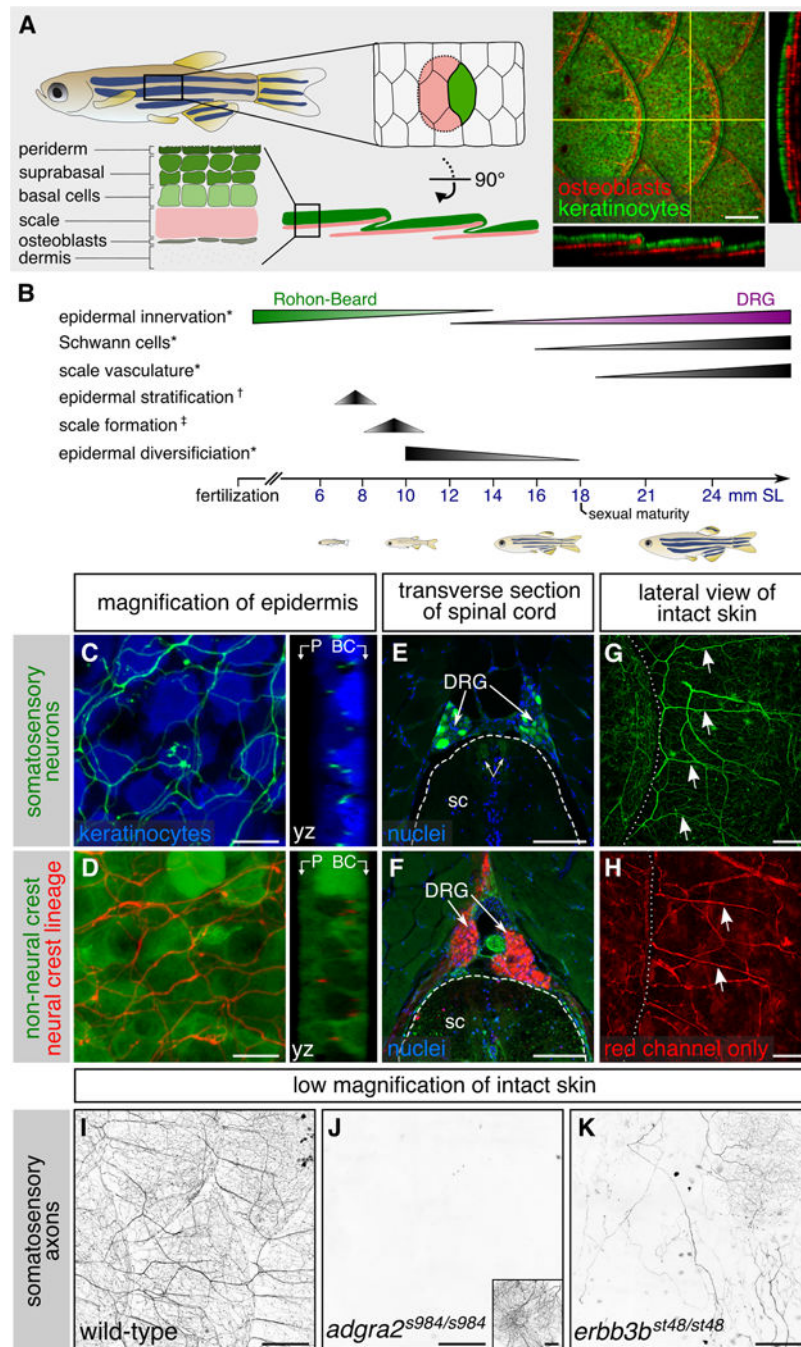 A
periderm
suprabasal
basal cells
scale
osteoblasts
dermis
90°
osteoblasts
keratinocytes
B
Rohon-Beard
DRG
epidermal innervation*
Schwann cells*
scale vasculature*
epidermal stratification †
scale formation ‡
epidermal diversificiation*
fertilization
6 8 10 12 14 16 18 21 24 mm SL
sexual maturity
magnification of epidermis
transverse section
of spinal cord
lateral view of
intact skin
somatosensory
neurons
C
keratinocytes
P BC
yz
E
DRG
sc
nuclei
G
non-neural crest
neural crest lineage
D
P BC
yz
F
DRG
sc
nuclei
H
red channel only
low magnification of intact skin
somatosensory
axons
I
wild-type
J
adgra2s984/s984
K
erbb3bst48/st48